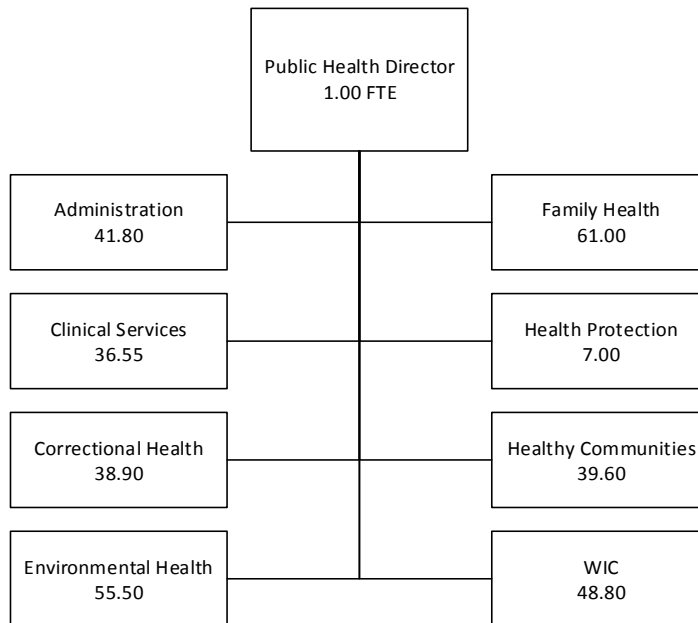 Public Health Director
1.00 FTE
Administration
41.80
Family Health
61.00
Clinical Services
36.55
Health Protection
7.00
Correctional Health
38.90
Healthy Communities
39.60
Environmental Health
55.50
WIC
48.80